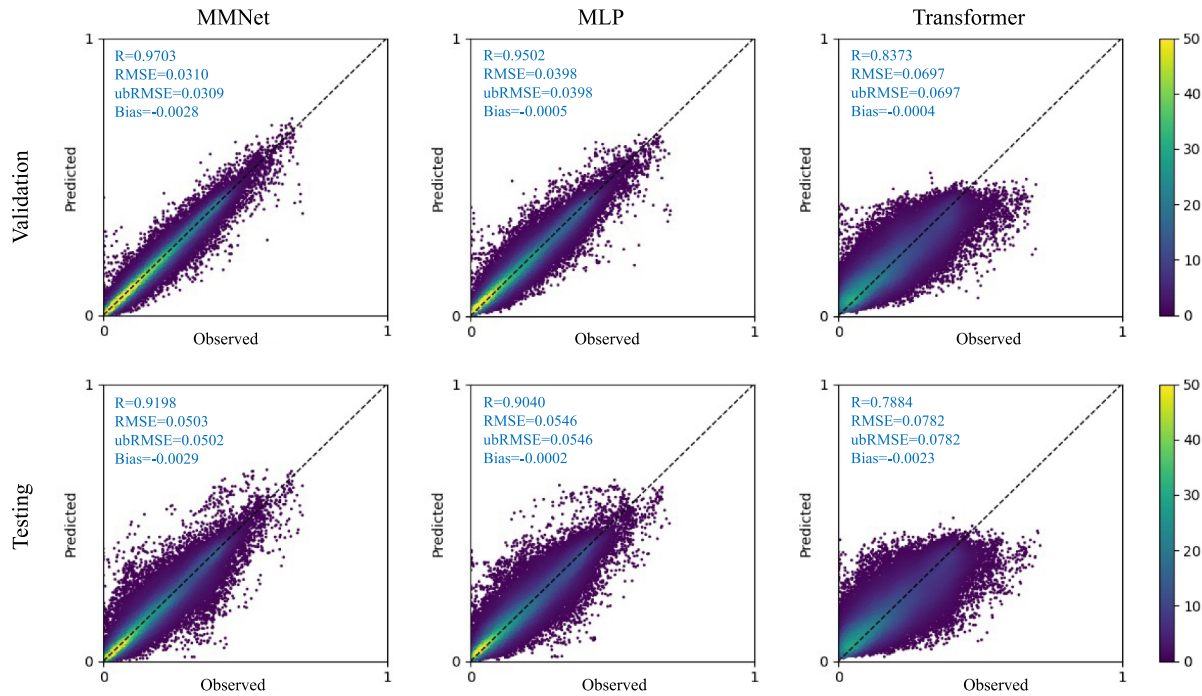 MMNet
MLP
Transformer
Validation
1
R=0.9703
RMSE=0.0310
ubRMSE=0.0309
Bias=-0.0028
Predicted
0
0
Observed
1
1
R=0.9502
RMSE=0.0398
ubRMSE=0.0398
Bias=-0.0005
Predicted
0
0
Observed
1
1
R=0.8373
RMSE=0.0697
ubRMSE=0.0697
Bias=-0.0004
Predicted
0
0
Observed
1
50
40
30
20
10
0
Testing
1
R=0.9198
RMSE=0.0503
ubRMSE=0.0502
Bias=-0.0029
Predicted
0
0
Observed
1
1
R=0.9040
RMSE=0.0546
ubRMSE=0.0546
Bias=-0.0002
Predicted
0
0
Observed
1
1
R=0.7884
RMSE=0.0782
ubRMSE=0.0782
Bias=-0.0023
Predicted
0
0
Observed
1
50
40
30
20
10
0